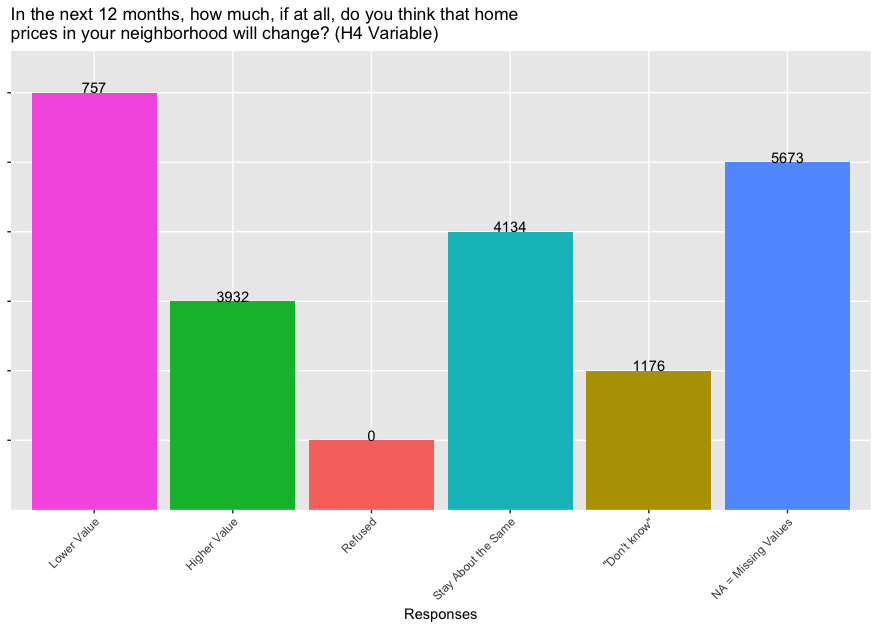 In the next 12 months, how much, if at all, do you think that home
prices in your neighborhood will change? (H4 Variable)
757
3932
0
4134
1176
5673
Lower Value
Higher Value
Refused
Stay About the Same
"Don't know"
NA = Missing Values
Responses